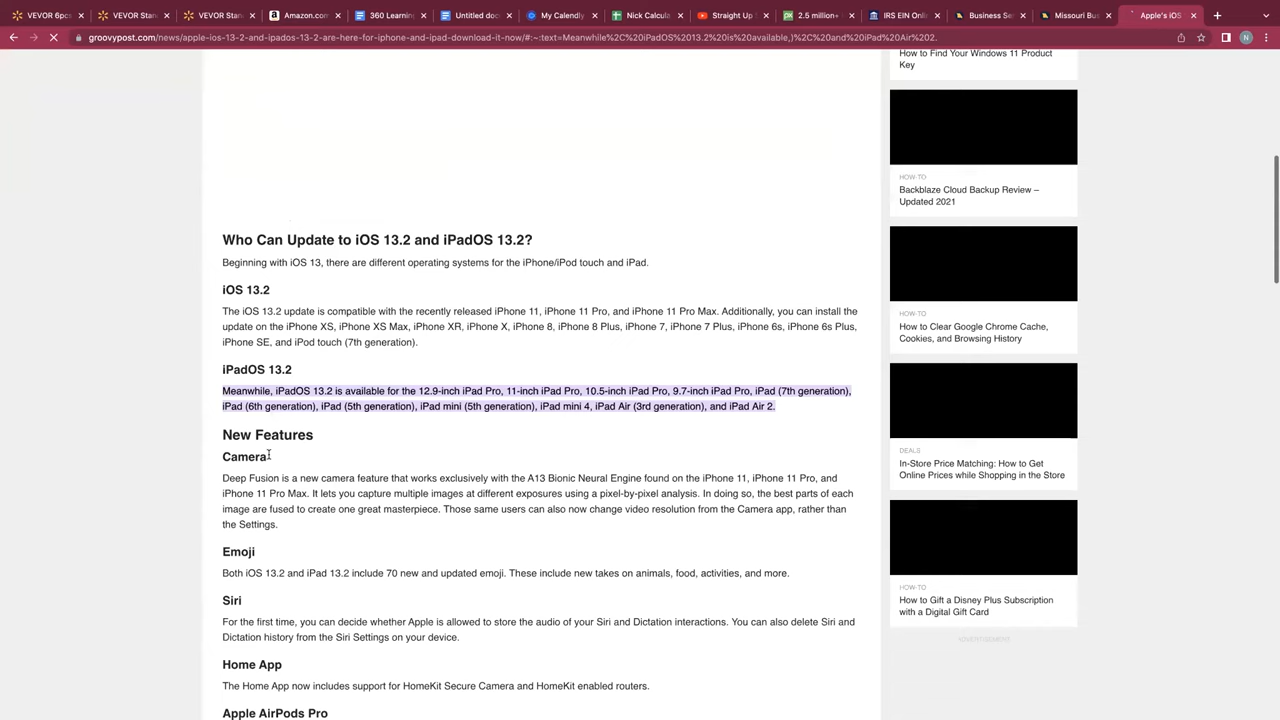 VEVOR 6pcs
VEVOR Stan
VEVOR Stan
Amazon.com
360 Learning
Untitled doc
My Calendly
Nick Calcula
Straight Up
2.5 million+
IRS EIN Onli
Business Se
Missouri Bus
Apple's iOS
groovypost.com/news/apple-ios-13-2-and-ipados-13-2-are-here-for-iphone-and-ipad-download-it-now/#:~:text=Meanwhile%2C%20iPadOS%2013.2%20is%20available,)%2C%20and%20iPad%20Air%202.
N
Who Can Update to iOS 13.2 and iPadOS 13.2?
Beginning with iOS 13, there are different operating systems for the iPhone/iPod touch and iPad.
iOS 13.2
The iOS 13.2 update is compatible with the recently released iPhone 11, iPhone 11 Pro, and iPhone 11 Pro Max. Additionally, you can install the
update on the iPhone XS, iPhone XS Max, iPhone XR, iPhone X, iPhone 8, iPhone 8 Plus, iPhone 7, iPhone 7 Plus, iPhone 6s, iPhone 6s Plus,
iPhone SE, and iPod touch (7th generation).
iPadOS 13.2
Meanwhile, iPadOS 13.2 is available for the 12.9-inch iPad Pro, 11-inch iPad Pro, 10.5-inch iPad Pro, 9.7-inch iPad Pro, iPad (7th generation),
iPad (6th generation), iPad (5th generation), iPad mini (5th generation), iPad mini 4, iPad Air (3rd generation), and iPad Air 2.
New Features
Camera
Deep Fusion is a new camera feature that works exclusively with the A13 Bionic Neural Engine found on the iPhone 11, iPhone 11 Pro, and
iPhone 11 Pro Max. It lets you capture multiple images at different exposures using a pixel-by-pixel analysis. In doing so, the best parts of each
image are fused to create one great masterpiece. Those same users can also now change video resolution from the Camera app, rather than
the Settings.
Emoji
Both iOS 13.2 and iPad 13.2 include 70 new and updated emoji. These include new takes on animals, food, activities, and more.
Siri
For the first time, you can decide whether Apple is allowed to store the audio of your Siri and Dictation interactions. You can also delete Siri and
Dictation history from the Siri Settings on your device.
Home App
The Home App now includes support for HomeKit Secure Camera and HomeKit enabled routers.
Apple AirPods Pro
How to Find Your Windows 11 Product
Key
HOW-TO
Backblaze Cloud Backup Review –
Updated 2021
HOW-TO
How to Clear Google Chrome Cache,
Cookies, and Browsing History
DEALS
In-Store Price Matching: How to Get
Online Prices while Shopping in the Store
HOW-TO
How to Gift a Disney Plus Subscription
with a Digital Gift Card
ADVERTISEMENT